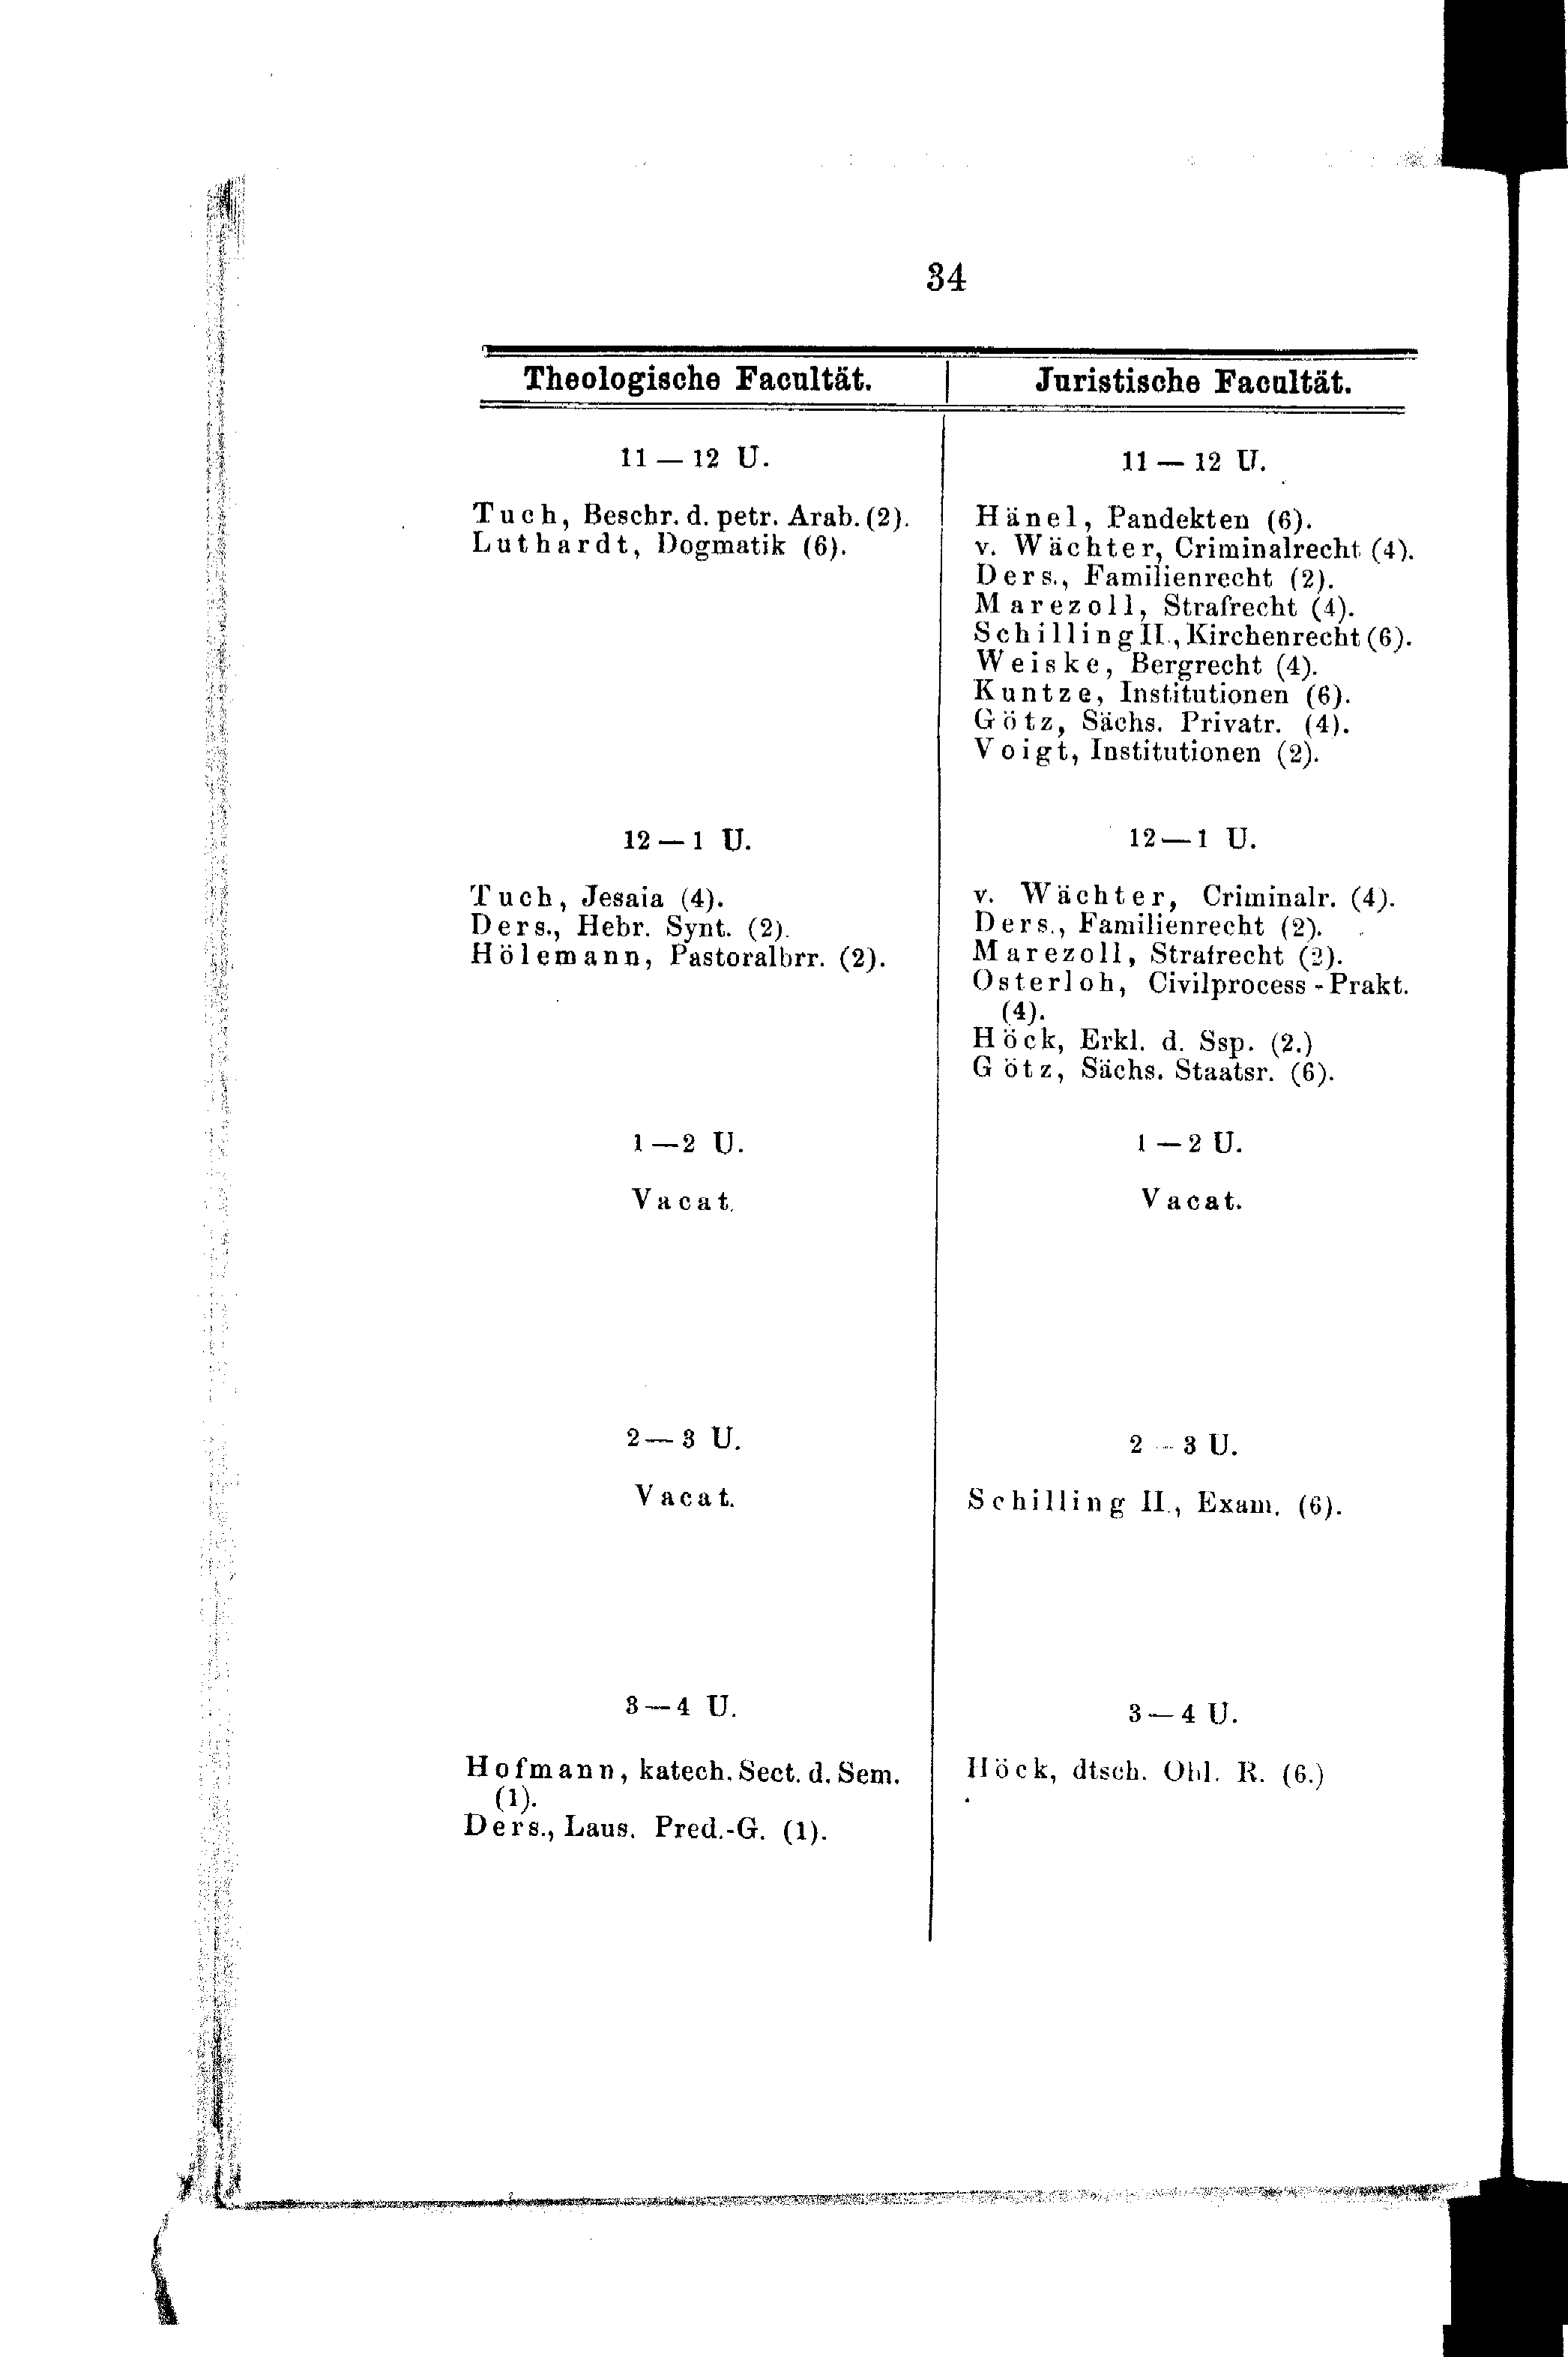 34
Theologische Facultät.
11 — 12 U.
Tuch, Beschr. d. petr. Arab. (2).
Luthardt, Dogmatik (6).
12 — 1 U.
Tuch, Jesaia (4).
Ders., Hebr. Synt. (2).
Hölemann, Pastoralbrr. (2).
1 — 2 U.
Vacat.
2 — 3 U.
Vacat.
3 — 4 U.
Hofmann, katech. Sect. d. Sem.
(1).
Ders., Laus. Pred.-G. (1).
Juristische Facultät.
11 — 12 U.
Hänel, Pandekten (6).
v. Wächter, Criminalrecht (4).
Ders., Familienrecht (2).
Marezoll, Strafrecht (4).
Schilling II., Kirchenrecht (6).
Weiske, Bergrecht (4).
Kuntze, Institutionen (6).
Götz, Sächs. Privatr. (4).
Voigt, Institutionen (2).
12 — 1 U.
v. Wächter, Criminalr. (4).
Ders., Familienrecht (2).
Marezoll, Strafrecht (2).
Osterloh, Civilprocess-Prakt.
(4).
Höck, Erkl. d. Ssp. (2.)
Götz, Sächs. Staatsr. (6).
1 — 2 U.
Vacat.
2 — 3 U.
Schilling II., Exam. (6).
3 — 4 U.
Höck, dtsch. Obl. R. (6.)